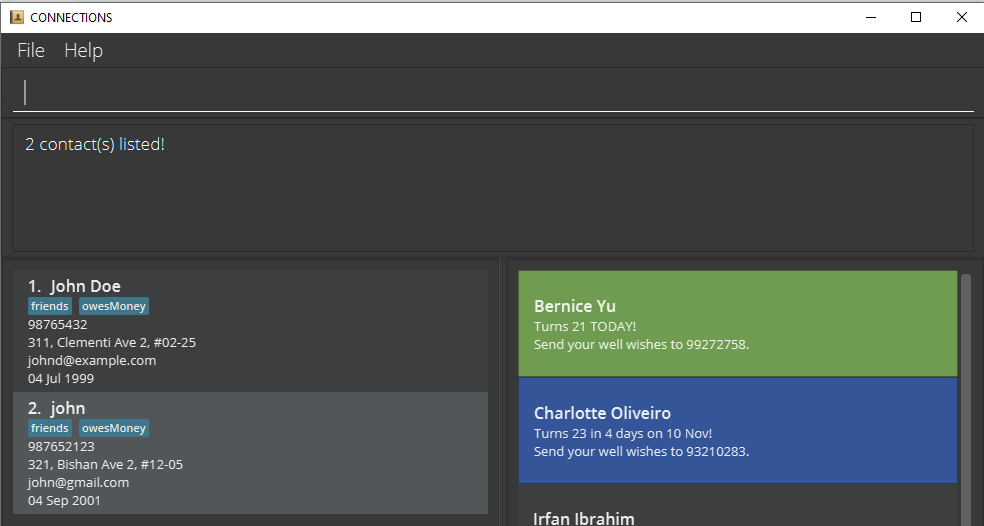 CONNECTIONS
File Help
2 contact(s) listed!
1. John Doe
friends owesMoney
98765432
311, Clementi Ave 2, #02-25
johnd@example.com
04 Jul 1999
2. john
friends owesMoney
987652123
321, Bishan Ave 2, #12-05
john@gmail.com
04 Sep 2001
Bernice Yu
Turns 21 TODAY!
Send your well wishes to 99272758.
Charlotte Oliveiro
Turns 23 in 4 days on 10 Nov!
Send your well wishes to 93210283.
Irfan Ibrahim